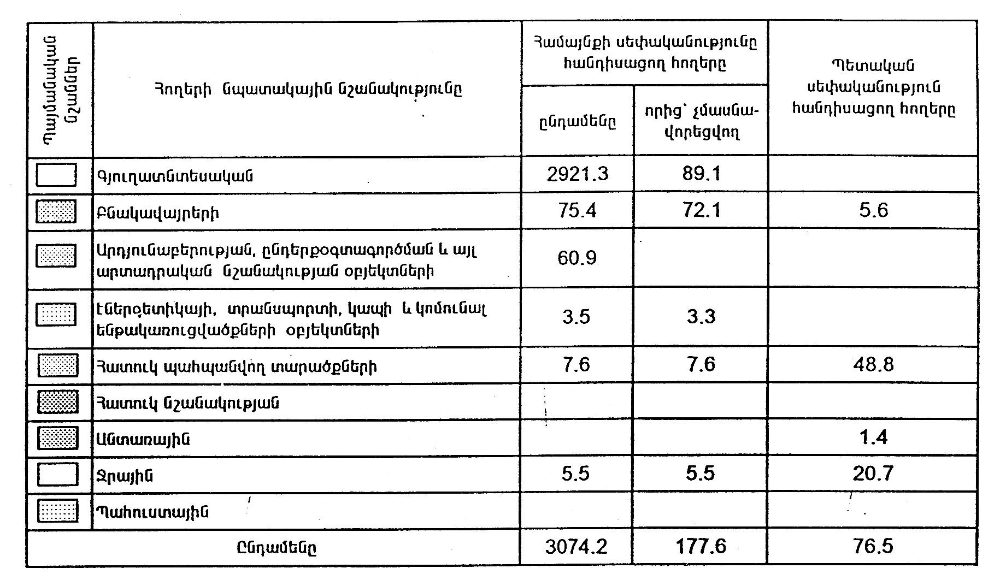 Պայմանական
նշաններ
Հողերի նպատակային նշանակությունը
Համայնքի սեփականությունը
հանդիսացող հողերը
ընդամենը
որից՝ չմասնա-
վորեցվող
Պետական
սեփականություն
հանդիսացող հողերը
Գյուղատնտեսական 2921.3 89.1
Բնակավայրերի 75.4 72.1 5.6
Արդյունաբերության, ընդերքօգտագործման և այլ
արտադրական նշանակության օբյեկտների 60.9
Էներգետիկայի, տրանսպորտի, կապի և կոմունալ
ենթակառուցվածքների օբյեկտների 3.5 3.3
Հատուկ պահպանվող տարածքների 7.6 7.6 48.8
Հատուկ նշանակության
Անտառային 1.4
Ջրային 5.5 5.5 20.7
Պահուստային
Ընդամենը 3074.2 177.6 76.5